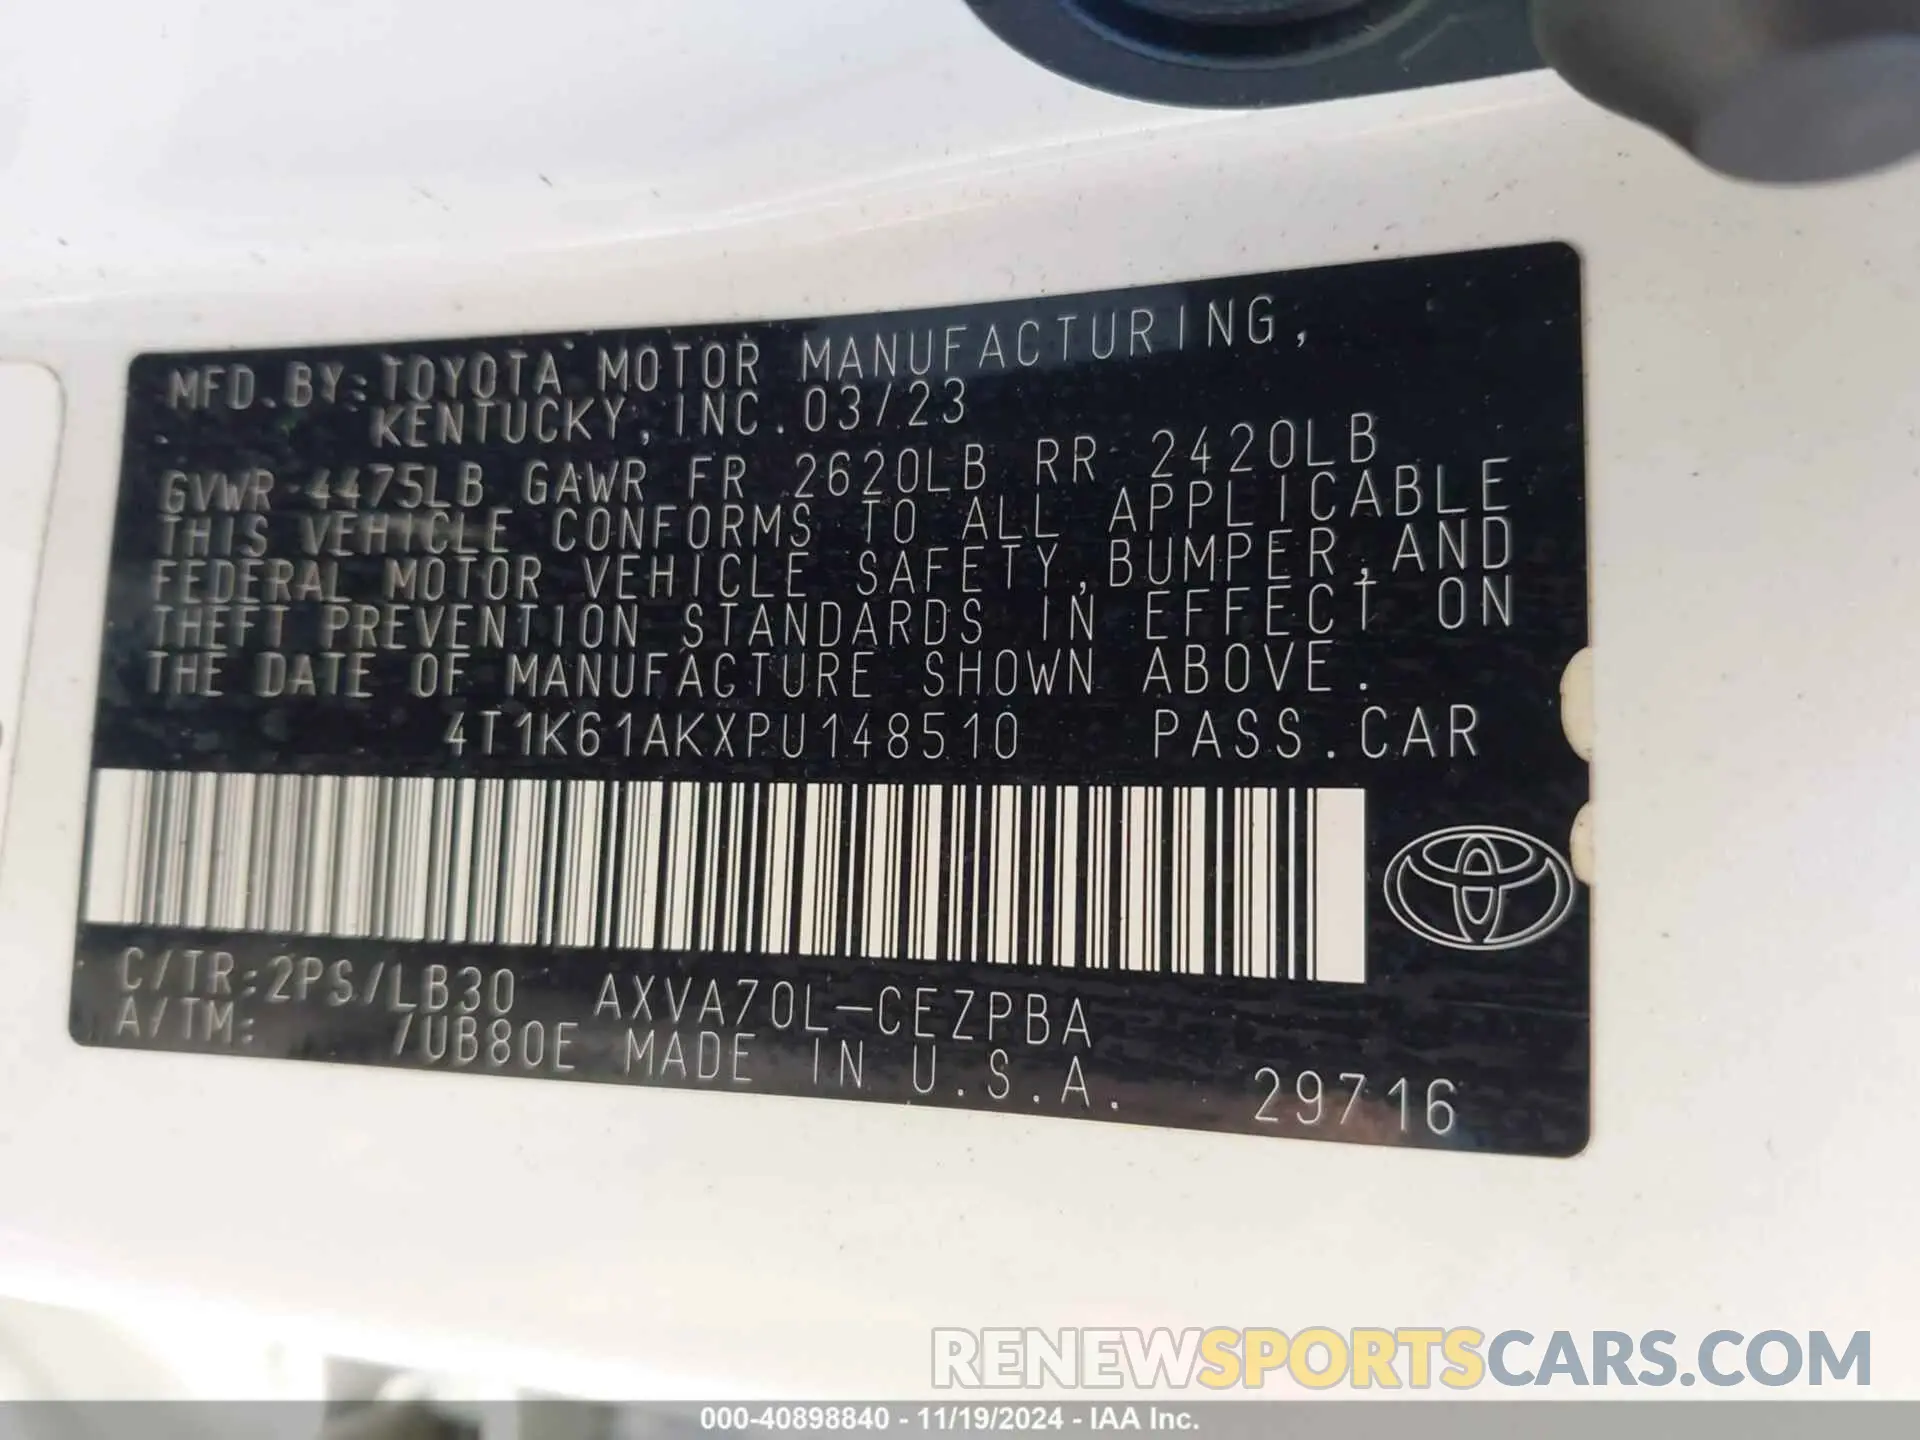 MFD.BY:TOYOTA MOTOR MANUFACTURING,
KENTUCKY, INC. 03/23
GVWR 4475LB GAWR FR 2620LB RR 2420LB
THIS VEHICLE CONFORMS TO ALL APPLICABLE
FEDERAL MOTOR VEHICLE SAFETY, BUMPER, AND
THEFT PREVENTION STANDARDS IN EFFECT ON
THE DATE OF MANUFACTURE SHOWN ABOVE.
4T1K61AKXPU148510 PASS.CAR
C/TR:2PS/LB30 AXVA70L-CEZPBA
A/TM: /UB80E MADE IN U.S.A.
29716
RENEWSPORTSCARS.COM
000-40898840 - 11/19/2024 - IAA Inc.